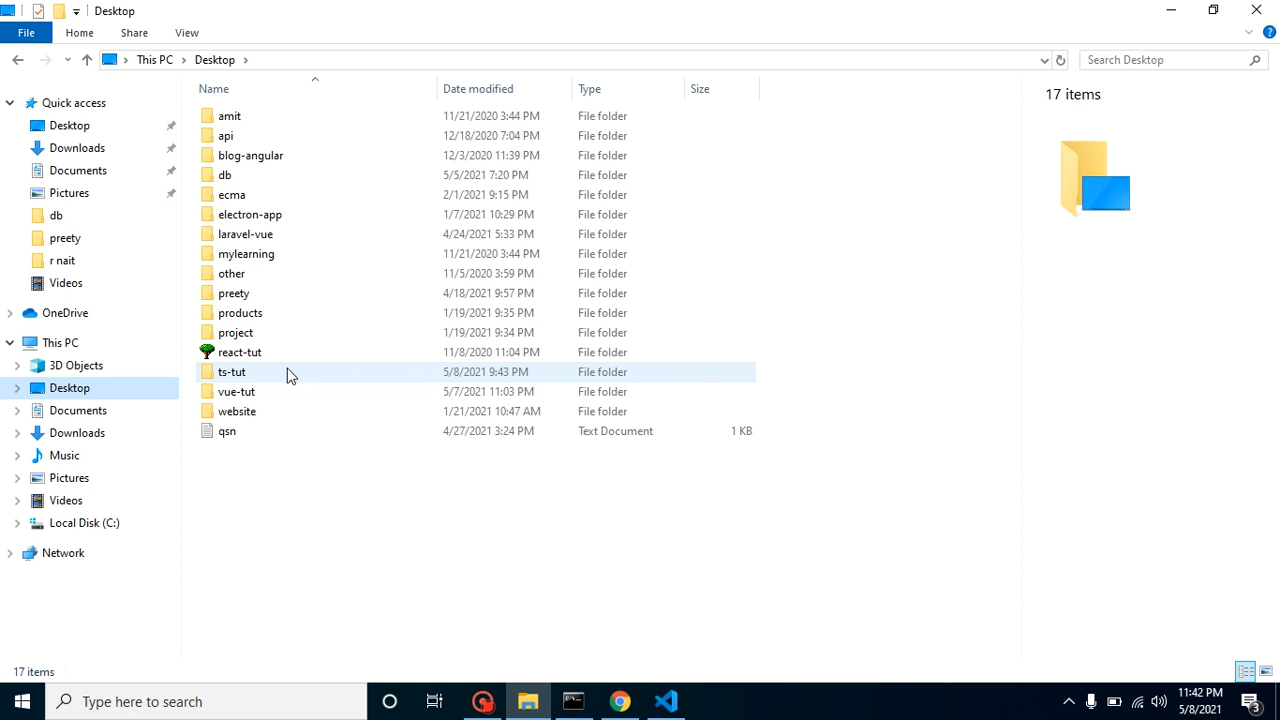 Desktop
File Home Share View
This PC Desktop Search Desktop
Name Date modified Type Size
Quick access
Desktop
Downloads
Documents
Pictures
db
preety
r nait
Videos
OneDrive
This PC
3D Objects
Desktop
Documents
Downloads
Music
Pictures
Videos
Local Disk (C:)
Network
amit 11/21/2020 3:44 PM File folder
api 12/18/2020 7:04 PM File folder
blog-angular 12/3/2020 11:39 PM File folder
db 5/5/2021 7:20 PM File folder
ecma 2/1/2021 9:15 PM File folder
electron-app 1/7/2021 10:29 PM File folder
laravel-vue 4/24/2021 5:33 PM File folder
mylearning 11/21/2020 3:44 PM File folder
other 11/5/2020 3:59 PM File folder
preety 4/18/2021 9:57 PM File folder
products 1/19/2021 9:35 PM File folder
project 1/19/2021 9:34 PM File folder
react-tut 11/8/2020 11:04 PM File folder
ts-tut 5/8/2021 9:43 PM File folder
vue-tut 5/7/2021 11:03 PM File folder
website 1/21/2021 10:47 AM File folder
qsn 4/27/2021 3:24 PM Text Document 1 KB
17 items
17 items
Type here to search
11:42 PM
5/8/2021
3